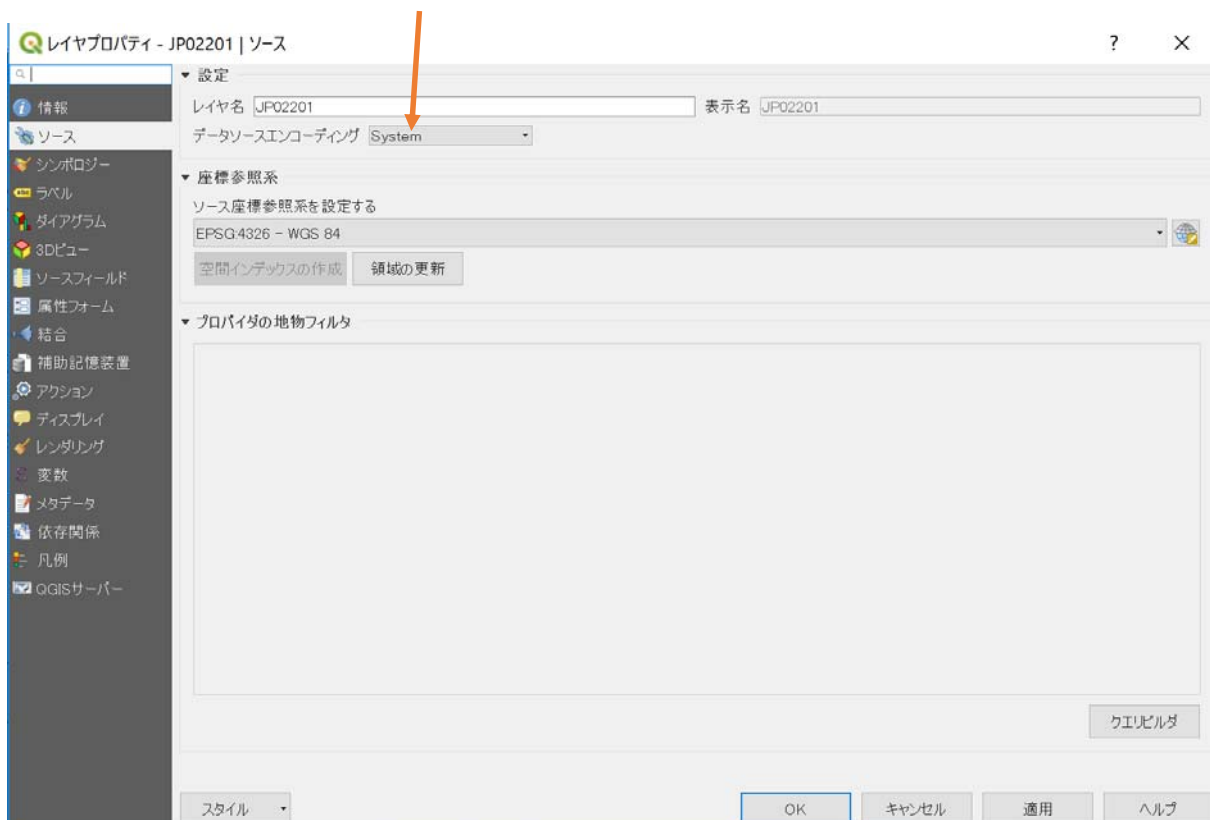 レイヤプロパティ - JP02201 | ソース
?
×
設定
情報
レイヤ名 JP02201 表示名 JP02201
ソース
データソースエンコーディング System
シンボロジー
座標参照系
ラベル
ソース座標参照系を設定する
ダイアグラム
EPSG:4326 - WGS 84
3Dビュー
空間インデックスの作成 領域の更新
ソースフィールド
属性フォーム
プロバイダの地物フィルタ
結合
補助記憶装置
アクション
ディスプレイ
レンダリング
変数
メタデータ
依存関係
凡例
QGISサーバー
クエリビルダ
スタイル
OK キャンセル 適用 ヘルプ